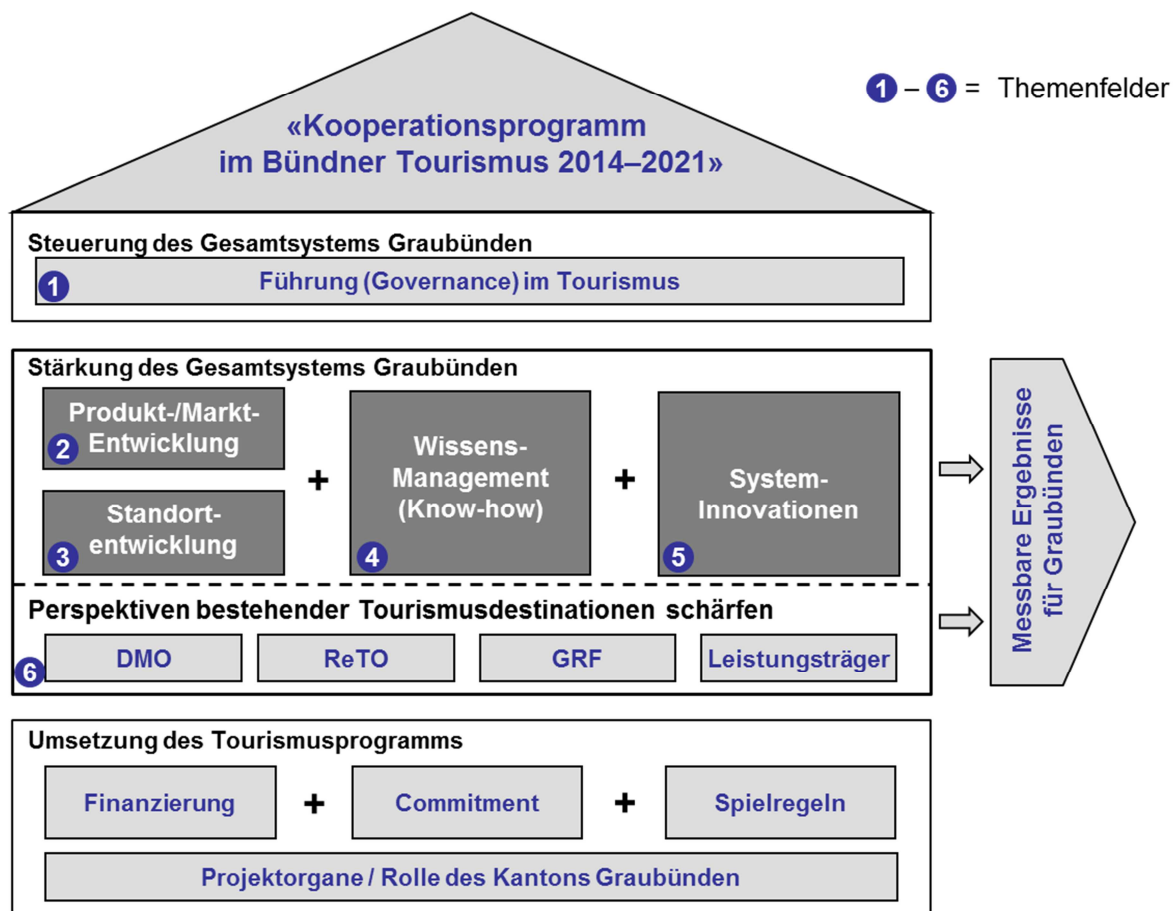 «Kooperationsprogramm
im Bündner Tourismus 2014–2021»
1 – 6 = Themenfelder
Steuerung des Gesamtsystems Graubünden
1 Führung (Governance) im Tourismus
Stärkung des Gesamtsystems Graubünden
Produkt-/Markt-
2 Entwicklung
+
Standort-
3 entwicklung
Wissens-
Management
(Know-how)
4
+
System-
Innovationen
5
Perspektiven bestehender Tourismusdestinationen schärfen
6 DMO ReTO GRF Leistungsträger
Messbare Ergebnisse
für Graubünden
Umsetzung des Tourismusprogramms
Finanzierung + Commitment + Spielregeln
Projektorgane / Rolle des Kantons Graubünden